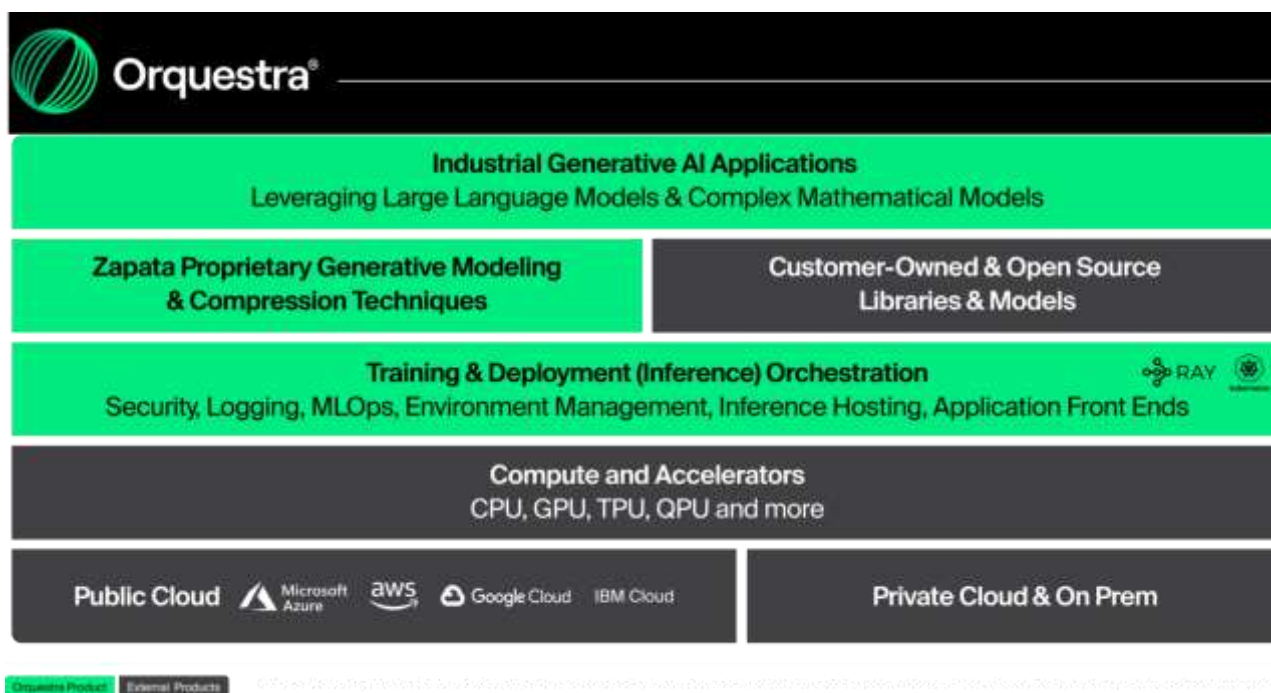 Orquestra®
Industrial Generative AI Applications
Leveraging Large Language Models & Complex Mathematical Models
Zapata Proprietary Generative Modeling
& Compression Techniques
Customer-Owned & Open Source
Libraries & Models
Training & Deployment (Inference) Orchestration
RAY
Security, Logging, MLOps, Environment Management, Inference Hosting, Application Front Ends
Compute and Accelerators
CPU, GPU, TPU, QPU and more
Public Cloud
Microsoft
Azure
aws
Google Cloud
IBM Cloud
Private Cloud & On Prem
Orquestra Product
External Products